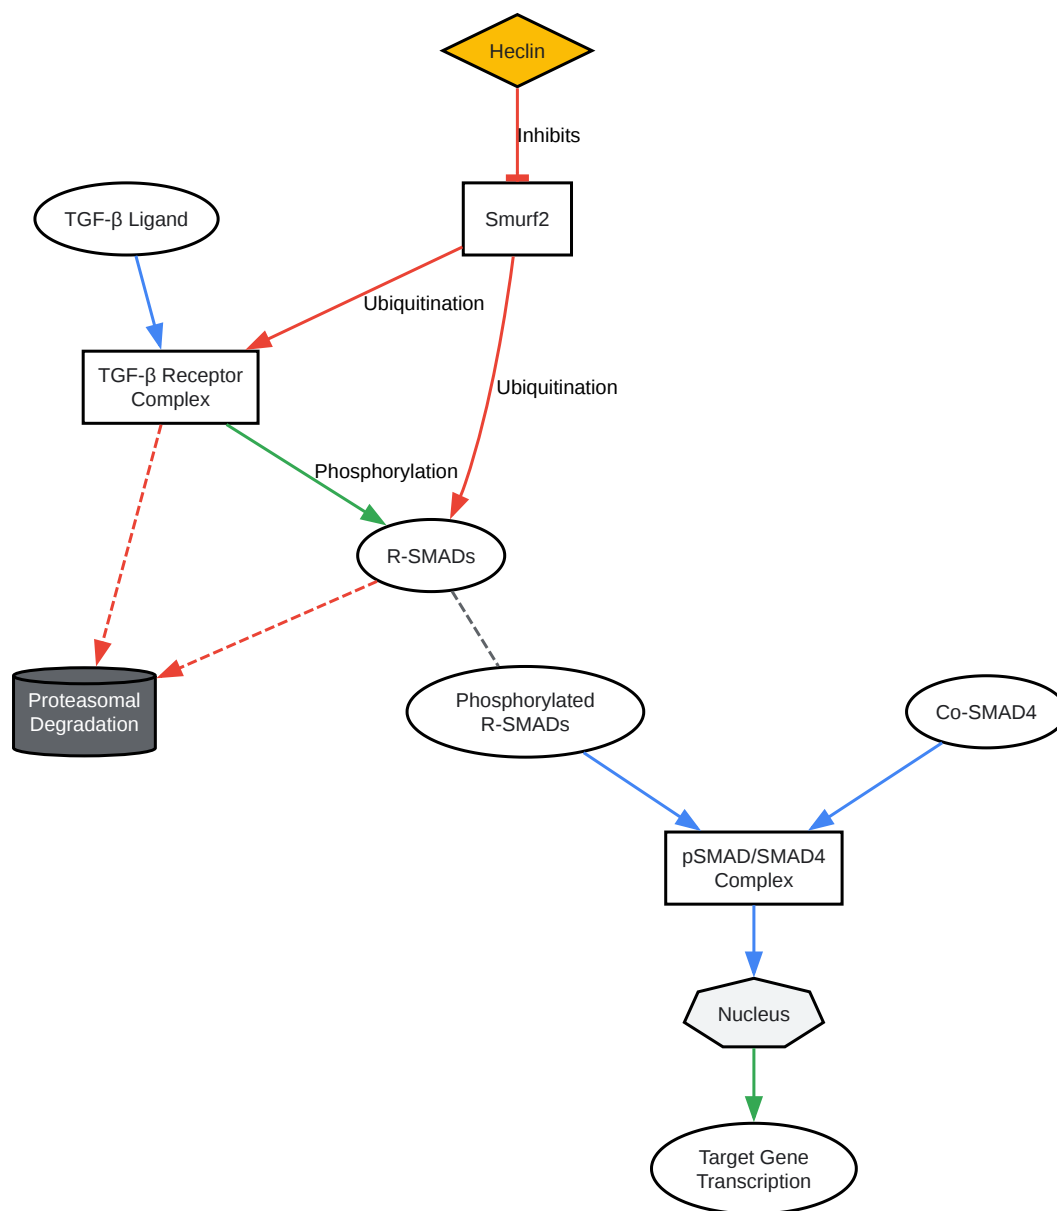 Heclin
Inhibits
TGF-β Ligand
Smurf2
Ubiquitination
TGF-β Receptor
Complex
Ubiquitination
Phosphorylation
R-SMADs
Proteasomal
Degradation
Phosphorylated
R-SMADs
Co-SMAD4
pSMAD/SMAD4
Complex
Nucleus
Target Gene
Transcription